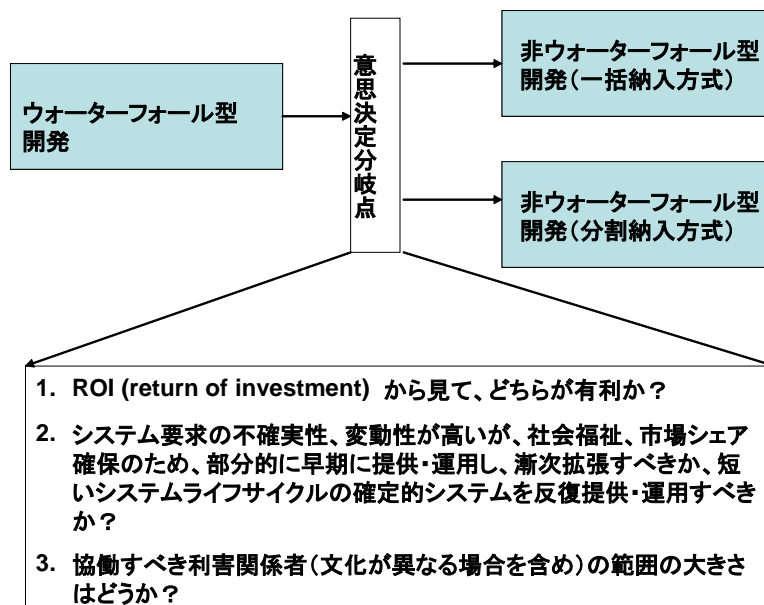 ウォーターフォール型
開発
意思決定分岐点
非ウォーターフォール型
開発(一括納入方式)
非ウォーターフォール型
開発(分割納入方式)
1. ROI (return of investment) から見て、どちらが有利か？
2. システム要求の不確実性、変動性が高いが、社会福祉、市場シェア
確保のため、部分的に早期に提供・運用し、漸次拡張すべきか、短
いシステムライフサイクルの確定的システムを反復提供・運用すべき
か？
3. 協働すべき利害関係者(文化が異なる場合を含め)の範囲の大きさ
はどうか？